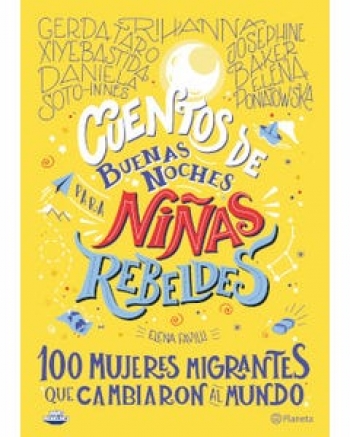 GERDA TARO RIHANNA JOSÉPHINE
XIYE BASTIDA BAKER
DANIELA SOTO-INNES ELENA PONIATOWSKA
CUENTOS DE
BUENAS
NOCHES
PARA
NIÑAS
REBELDES
ELENA FAVILLI
100 MUJERES MIGRANTES
QUE CAMBIARON AL MUNDO
Planeta